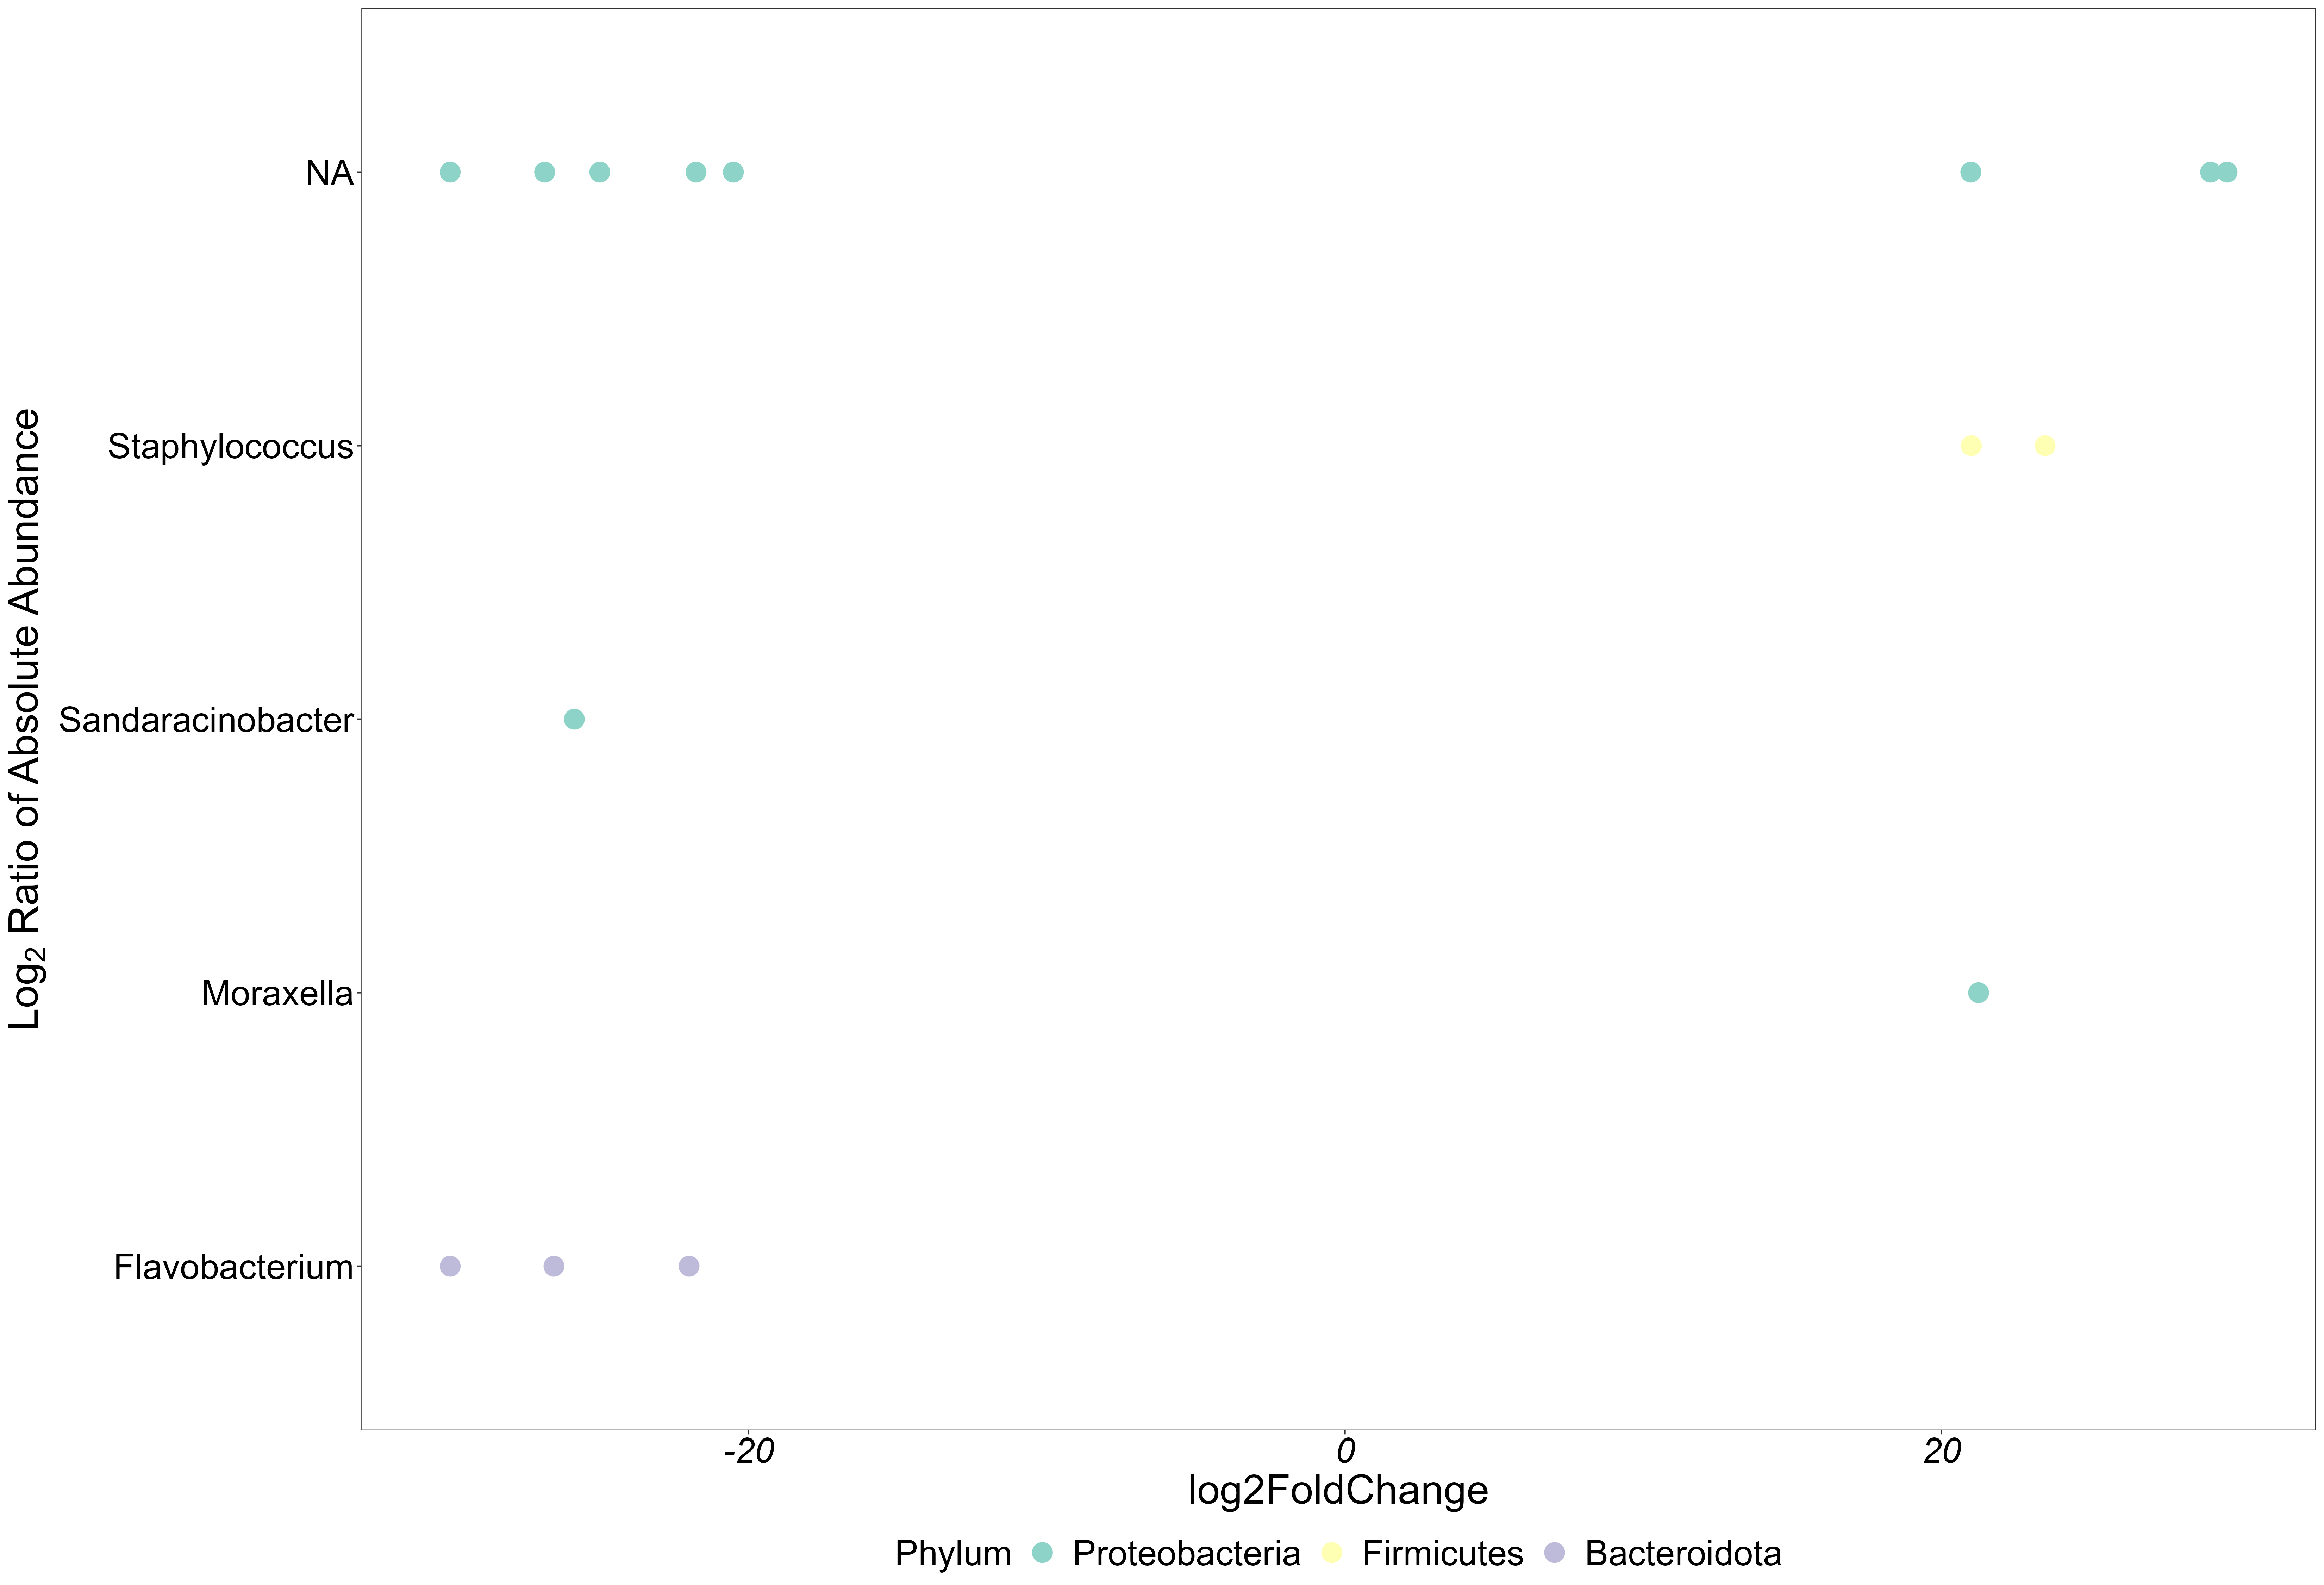 Log2 Ratio of Absolute Abundance
NA
Staphylococcus
Sandaracinobacter
Moraxella
Flavobacterium
-20 0 20
log2FoldChange
Phylum Proteobacteria Firmicutes Bacteroidota